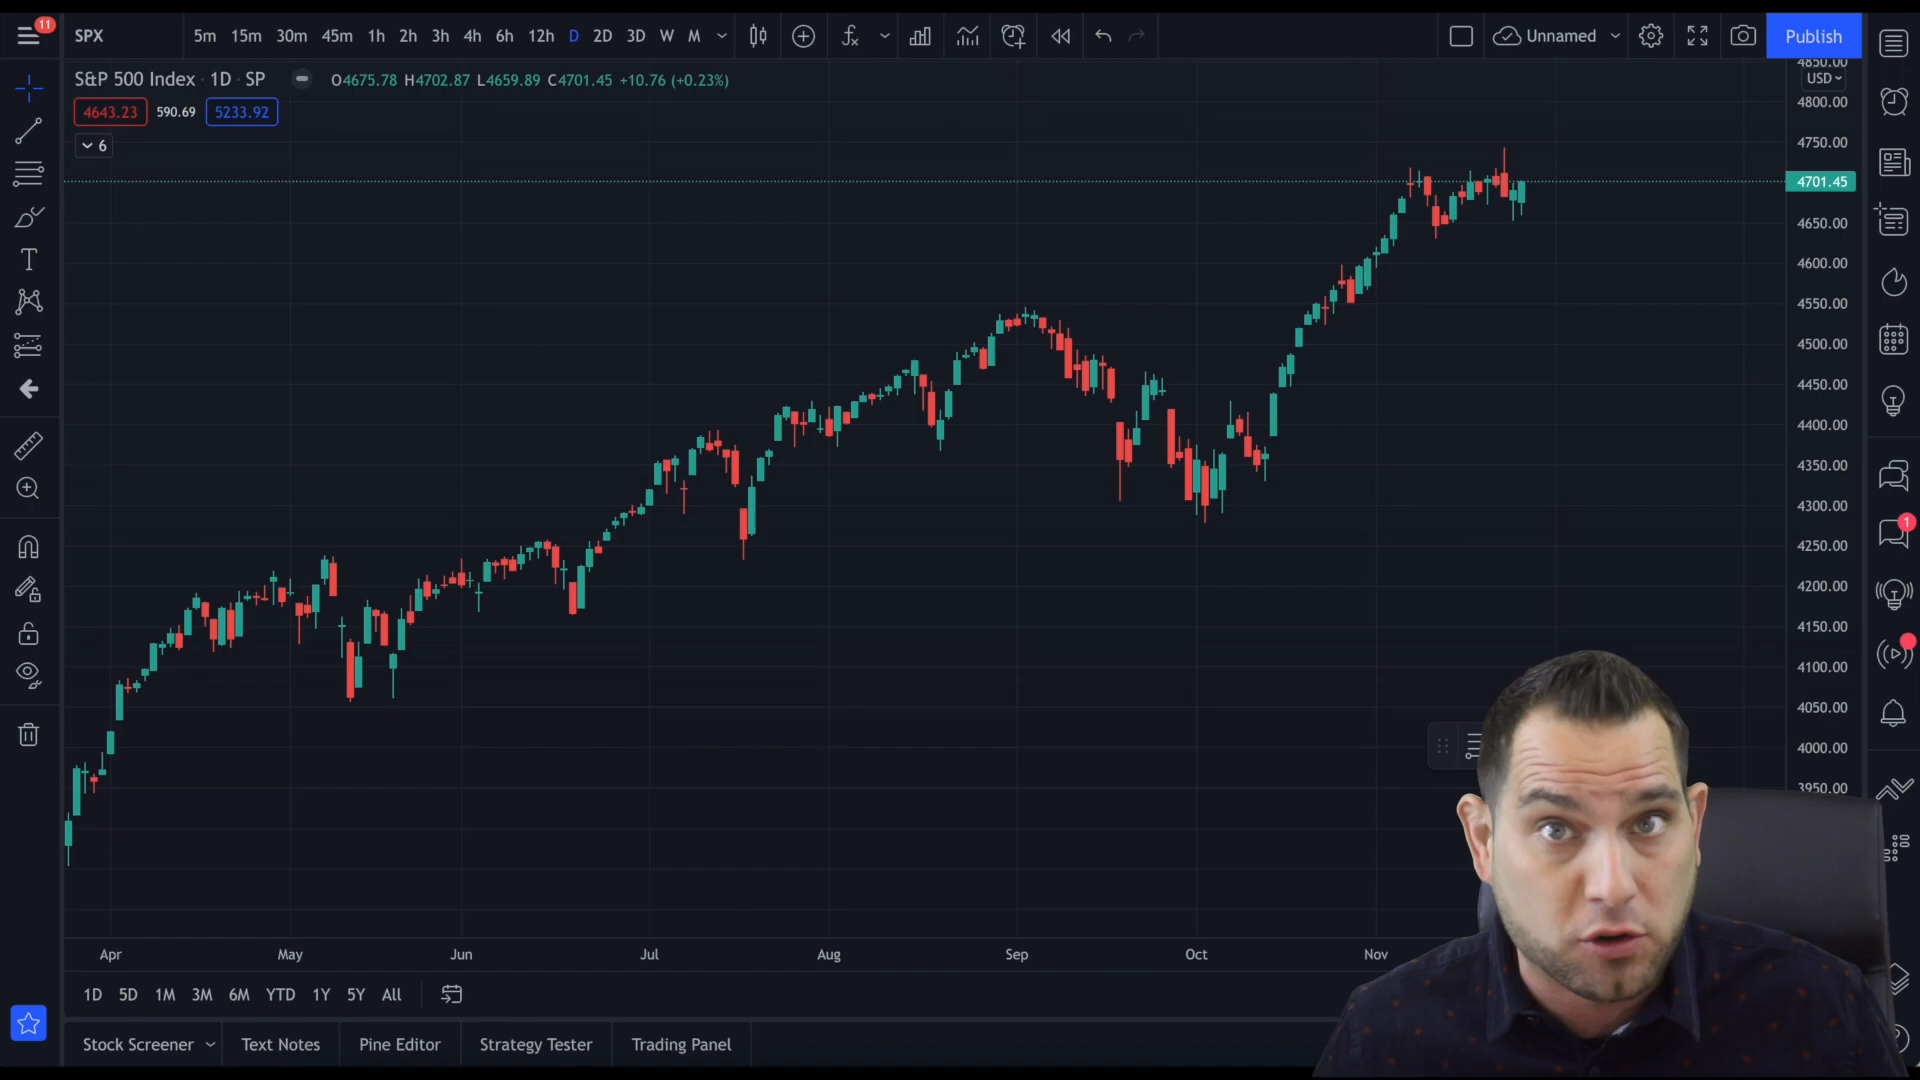 11
SPX
5m 15m 30m 45m 1h 2h 3h 4h 6h 12h D 2D 3D W M
Unnamed
Publish
S&P 500 Index · 1D · SP
O4675.78 H4702.87 L4659.89 C4701.45 +10.76 (+0.23%)
4643.23 590.69 5233.92
6
4850.00
USD
4800.00
4750.00
4701.45
4650.00
4600.00
4550.00
4500.00
4450.00
4400.00
4350.00
4300.00
4250.00
4200.00
4150.00
4100.00
4050.00
4000.00
3950.00
1
Apr May Jun Jul Aug Sep Oct Nov
1D 5D 1M 3M 6M YTD 1Y 5Y All
Stock Screener Text Notes Pine Editor Strategy Tester Trading Panel